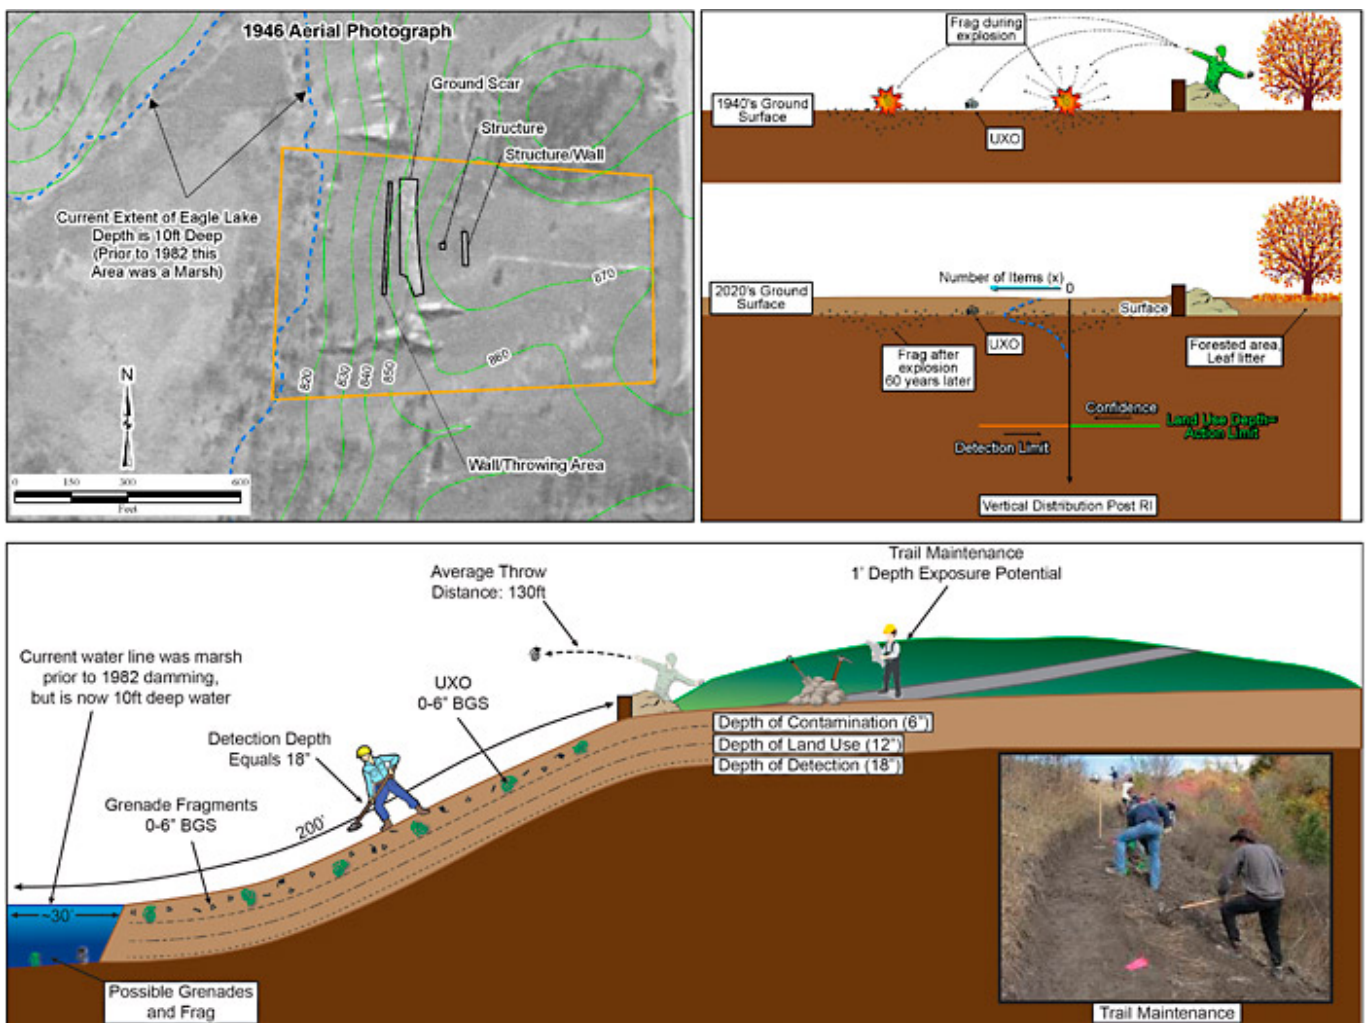 1946 Aerial Photograph
Ground Scar
Structure
Structure/Wall
Current Extent of Eagle Lake
Depth is 10ft Deep
(Prior to 1982 this
Area was a Marsh)
870
860
820
830
840
850
N
Wall/Throwing Area
0 150 300 600
Feet
Frag during
explosion
1940's Ground
Surface
UXO
Number of Items (x)
0
2020's Ground
Surface
Surface
UXO
Frag after
explosion
60 years later
Forested area,
Leaf litter
Confidence
Land Use Depth=
Action Limit
Detection Limit
Vertical Distribution Post RI
Trail Maintenance
1' Depth Exposure Potential
Average Throw
Distance: 130ft
Current water line was marsh
prior to 1982 damming,
but is now 10ft deep water
UXO
0-6" BGS
Detection Depth
Equals 18"
Depth of Contamination (6")
Depth of Land Use (12")
Depth of Detection (18")
Grenade Fragments
0-6" BGS
200'
~30'
Possible Grenades
and Frag
Trail Maintenance